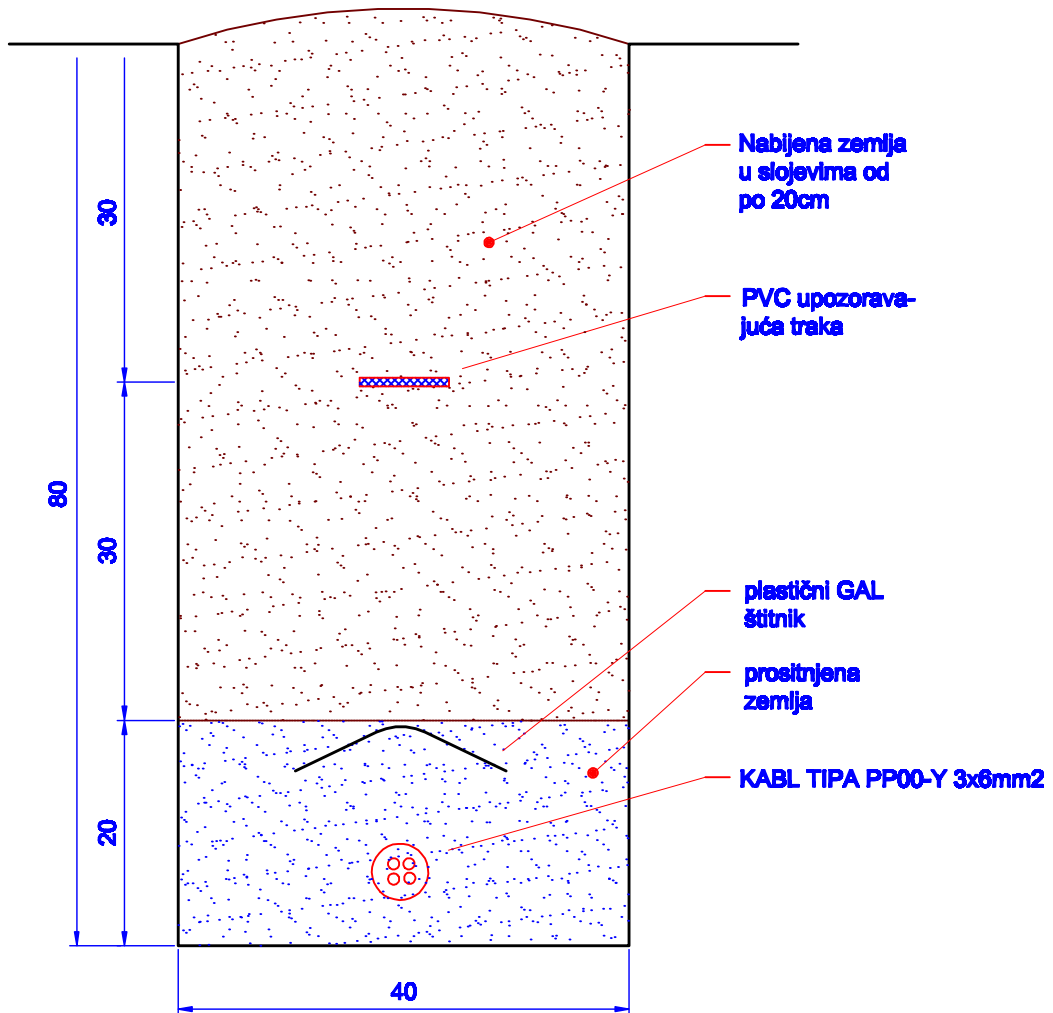 Nabijena zemlja
u slojevima od
po 20cm
30
PVC upozorava-
juća traka
80
30
plastični GAL
štitnik
prositnjena
zemlja
KABL TIPA PP00-Y 3x6mm2
20
40